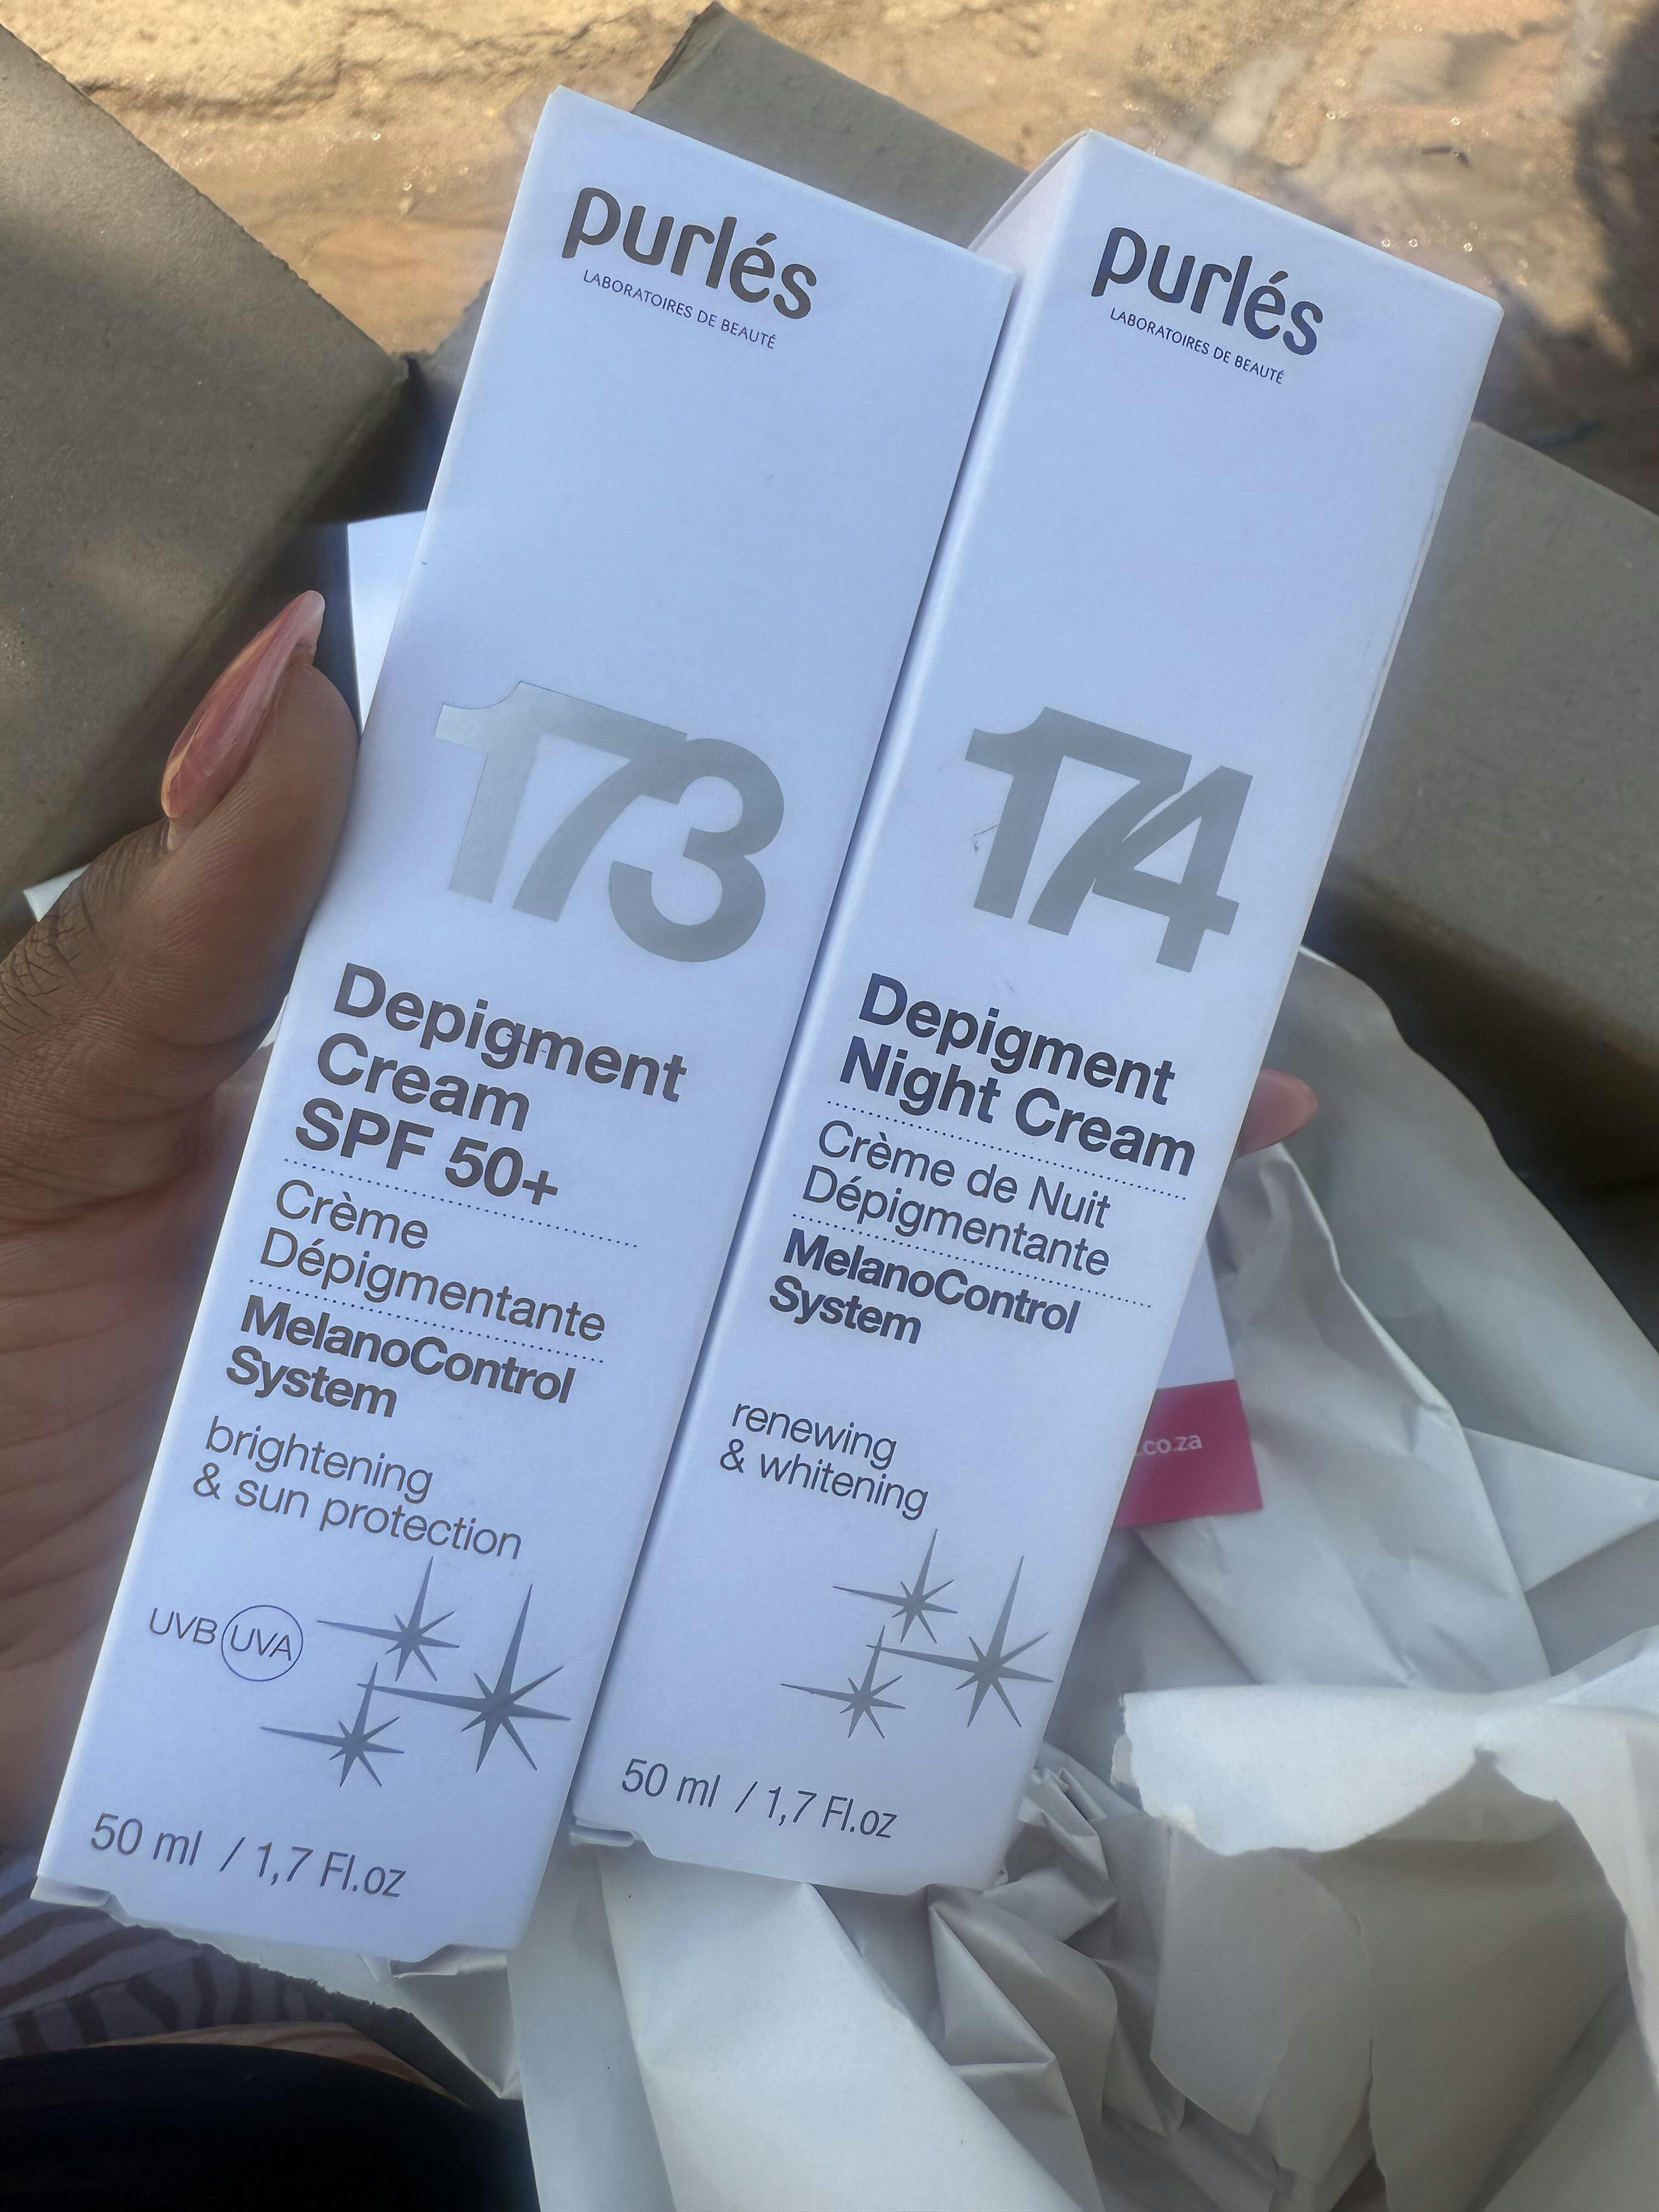 purlés
LABORATOIRES DE BEAUTÉ
173
Depigment
Cream
SPF 50+
Crème
Dépigmentante
MelanoControl
System
brightening
& sun protection
UVB UVA
50 ml / 1,7 Fl.oz
purlés
LABORATOIRES DE BEAUTÉ
174
Depigment
Night Cream
Crème de Nuit
Dépigmentante
MelanoControl
System
renewing
& whitening
50 ml / 1,7 Fl.oz
.co.za